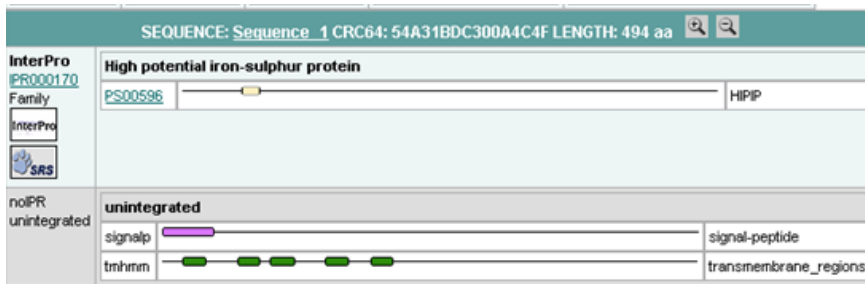 SEQUENCE: Sequence_1 CRC64: 54A31BDC300A4C4F LENGTH: 494 aa
InterPro
IPR000170
Family
InterPro
SRS
High potential iron-sulphur protein
PS00596 HIPIP
noIPR
unintegrated
unintegrated
signalp signal-peptide
tmhmm transmembrane_regions